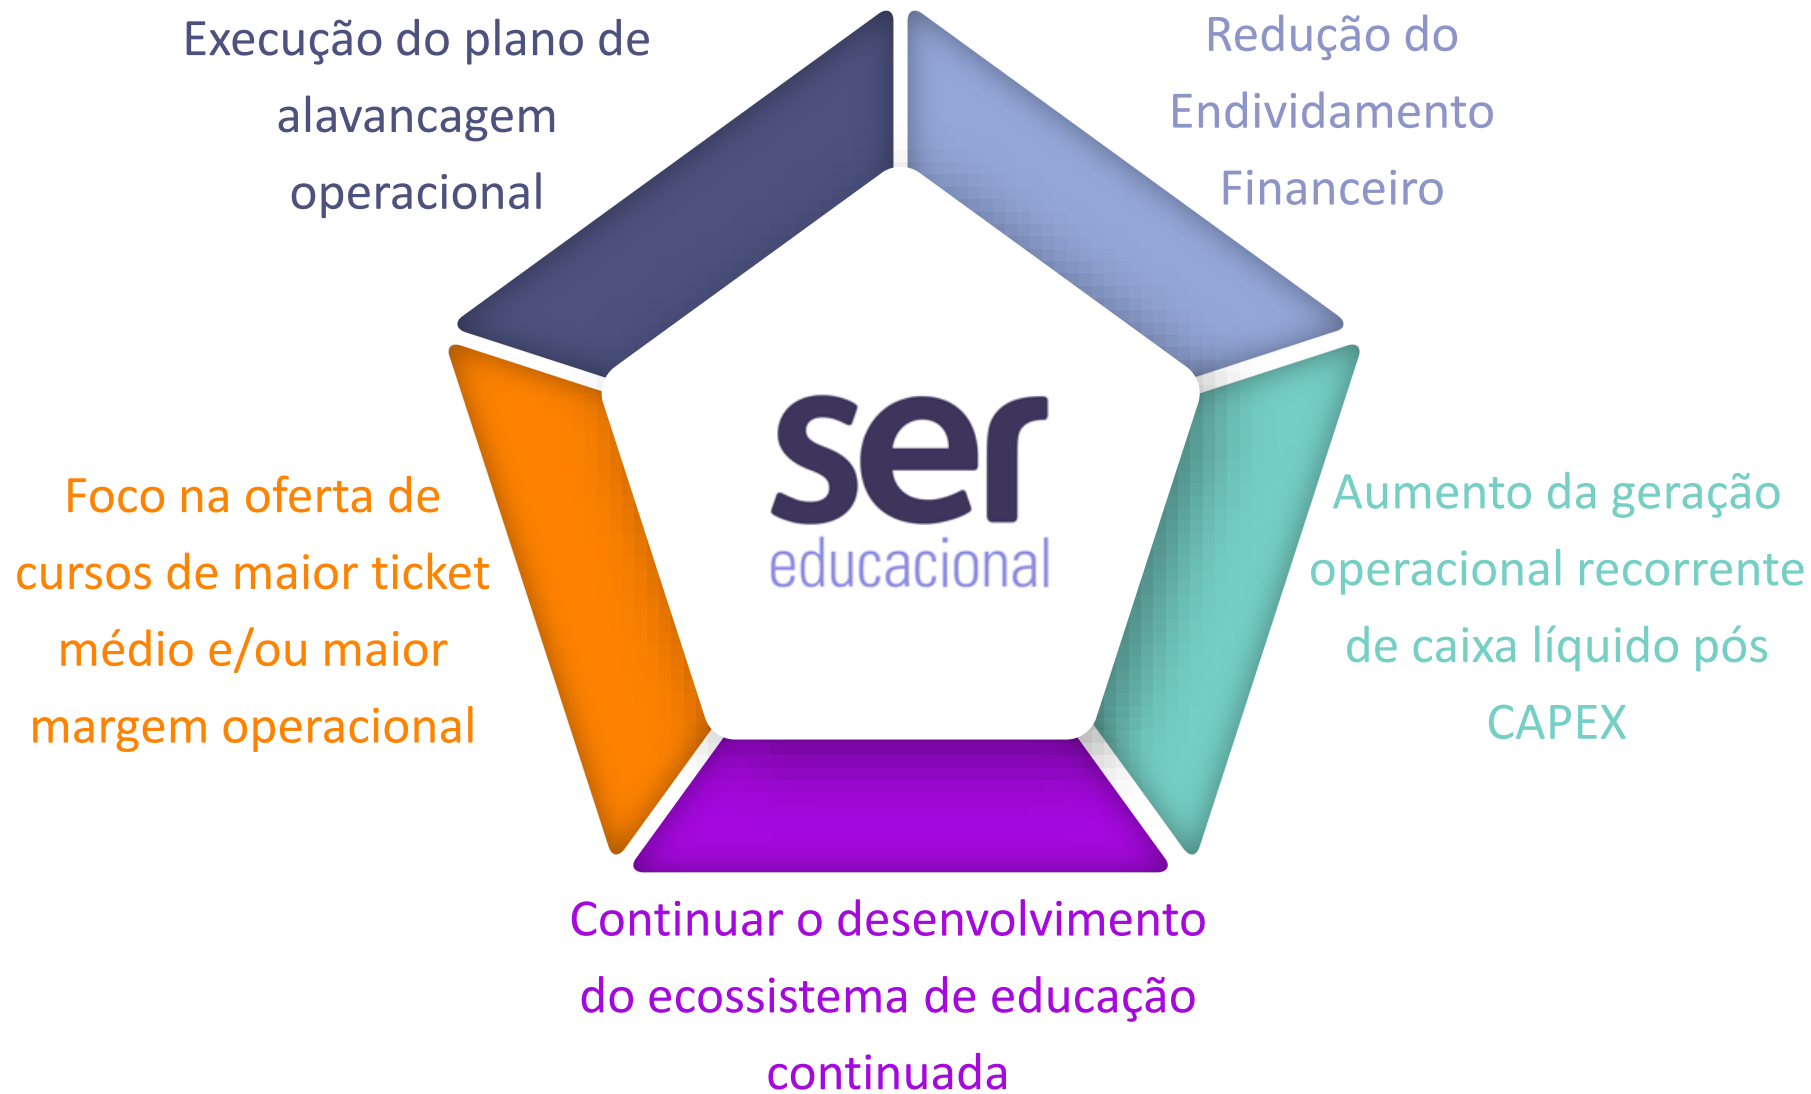 Execução do plano de
alavancagem
operacional
Redução do
Endividamento
Financeiro
ser
educacional
Foco na oferta de
cursos de maior ticket
médio e/ou maior
margem operacional
Aumento da geração
operacional recorrente
de caixa líquido pós
CAPEX
Continuar o desenvolvimento
do ecossistema de educação
continuada